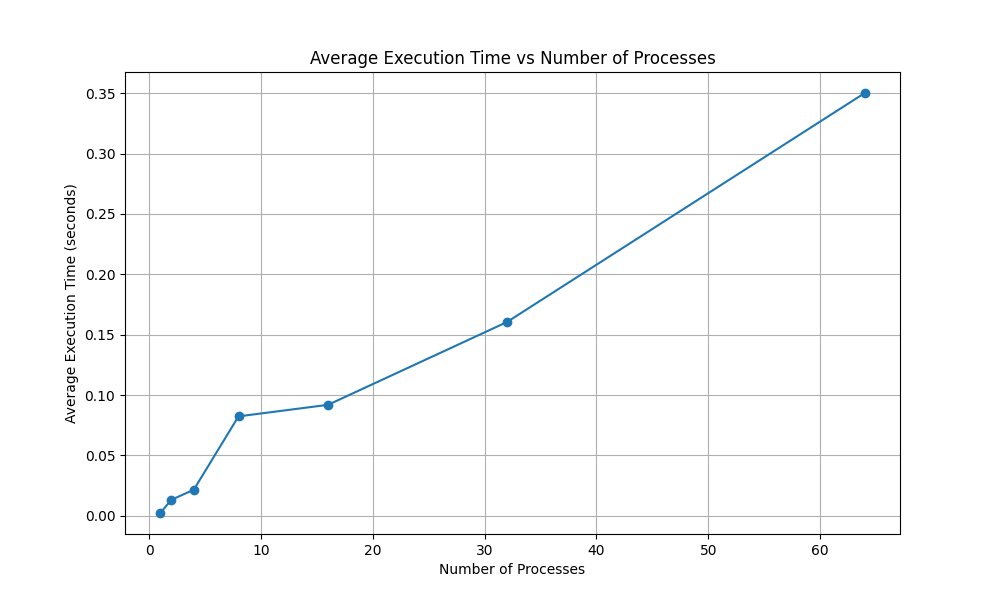 Average Execution Time vs Number of Processes
Average Execution Time (seconds)
0.35
0.30
0.25
0.20
0.15
0.10
0.05
0.00
0 10 20 30 40 50 60
Number of Processes